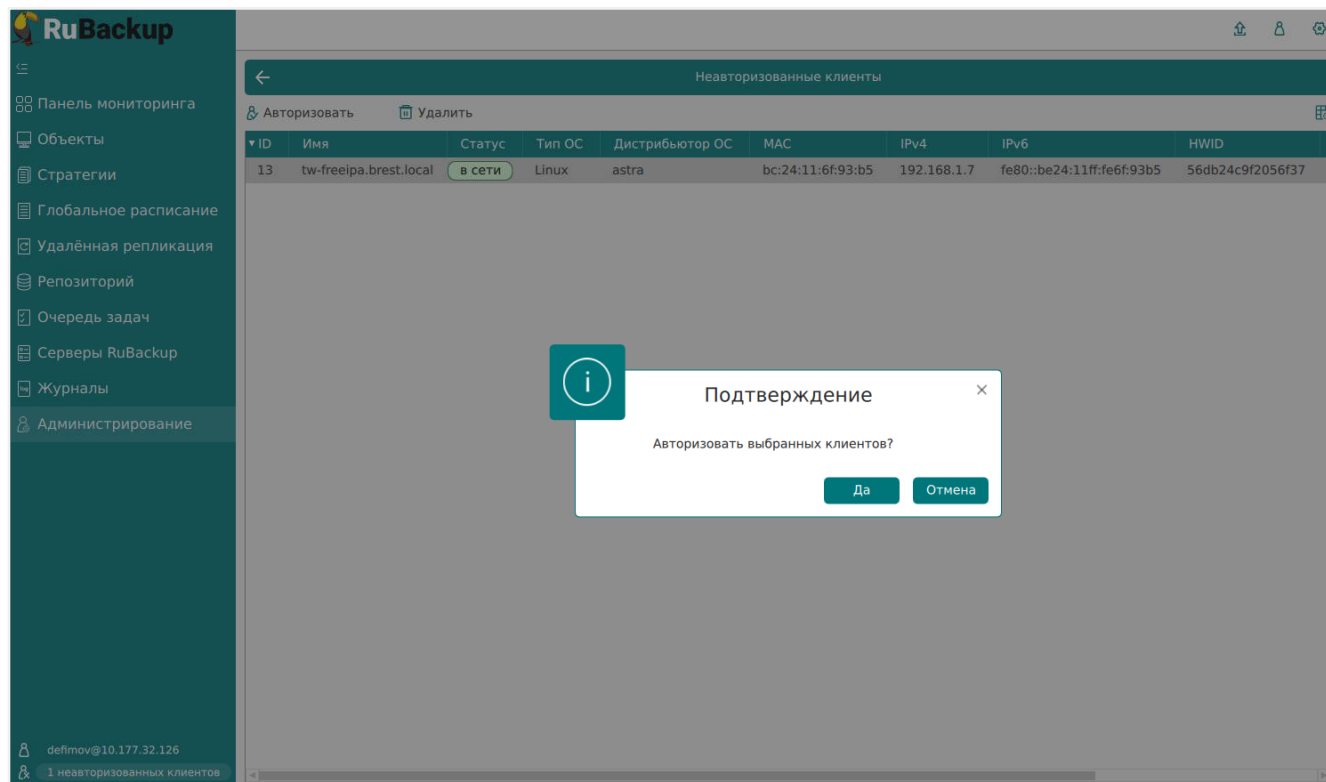 RuBackup
Панель мониторинга
Объекты
Стратегии
Глобальное расписание
Удалённая репликация
Репозиторий
Очередь задач
Серверы RuBackup
Журналы
Администрирование
defimov@10.177.32.126
1 неавторизованных клиентов
Неавторизованные клиенты
Авторизовать Удалить
ID Имя Статус Тип ОС Дистрибьютор ОС MAC IPv4 IPv6 HWID
13 tw-freeipa.brest.local в сети Linux astra bc:24:11:6f:93:b5 192.168.1.7 fe80::be24:11ff:fe6f:93b5 56db24c9f2056f37
Подтверждение
Авторизовать выбранных клиентов?
Да Отмена